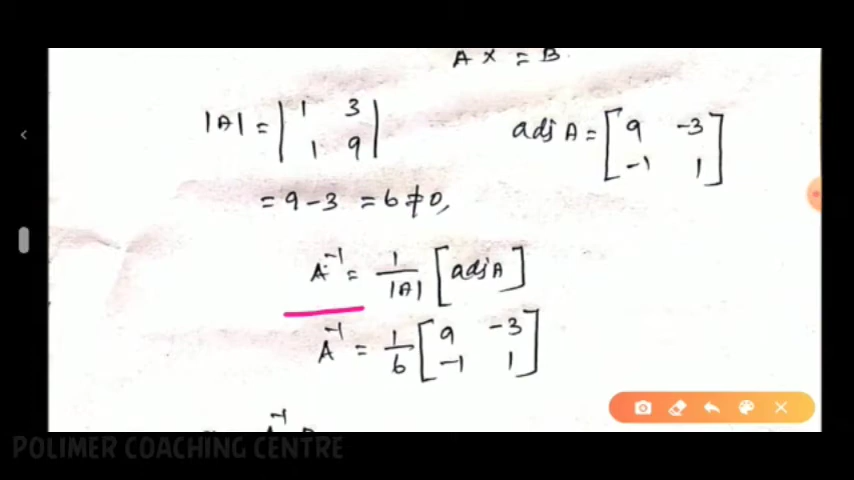 A X = B
|A| = | 1 3 |
| 1 9 |
adj A = [ 9 -3 ]
[ -1 1 ]
= 9 - 3 = 6 ≠ 0,
A⁻¹ = 1/|A| [ adj A ]
A⁻¹ = 1/6 [ 9 -3 ]
[ -1 1 ]
POLIMER COACHING CENTRE